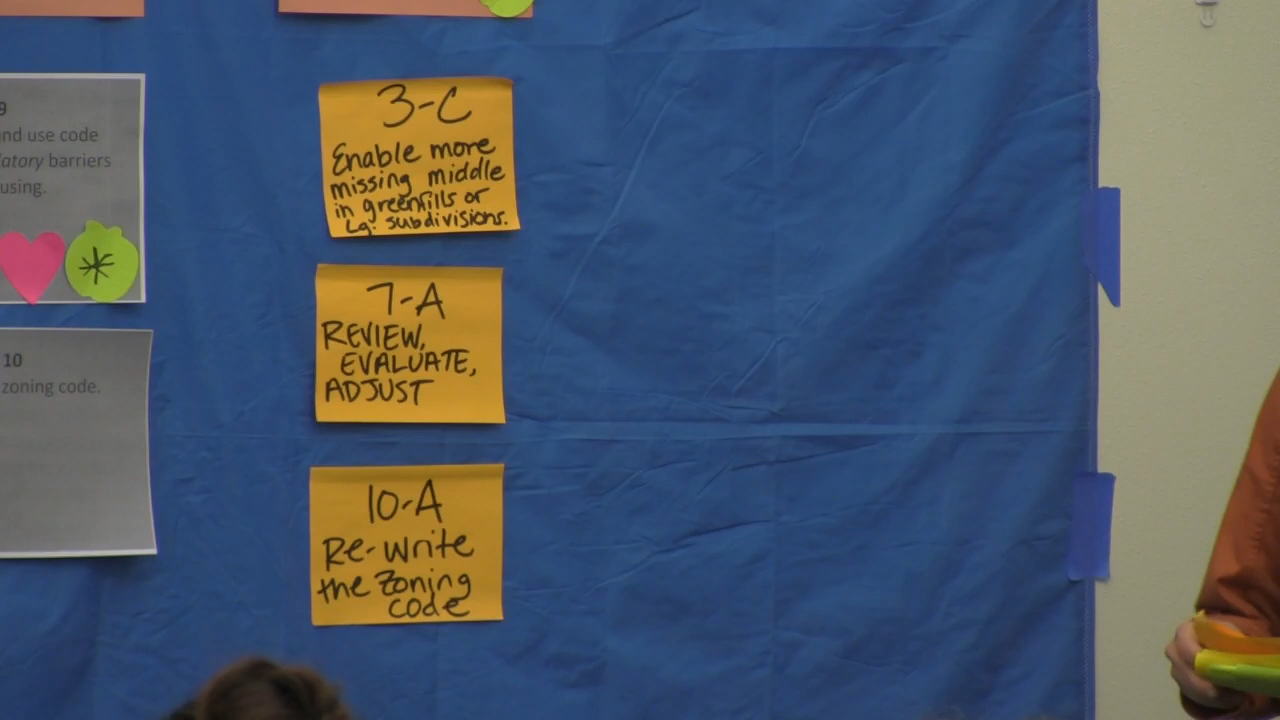 9
nd use code
latory barriers
using.
10
zoning code.
3-C
Enable more
missing middle
in greenfills or
Lg. subdivisions.
7-A
REVIEW,
EVALUATE,
ADJUST
10-A
Re-write
the Zoning
code